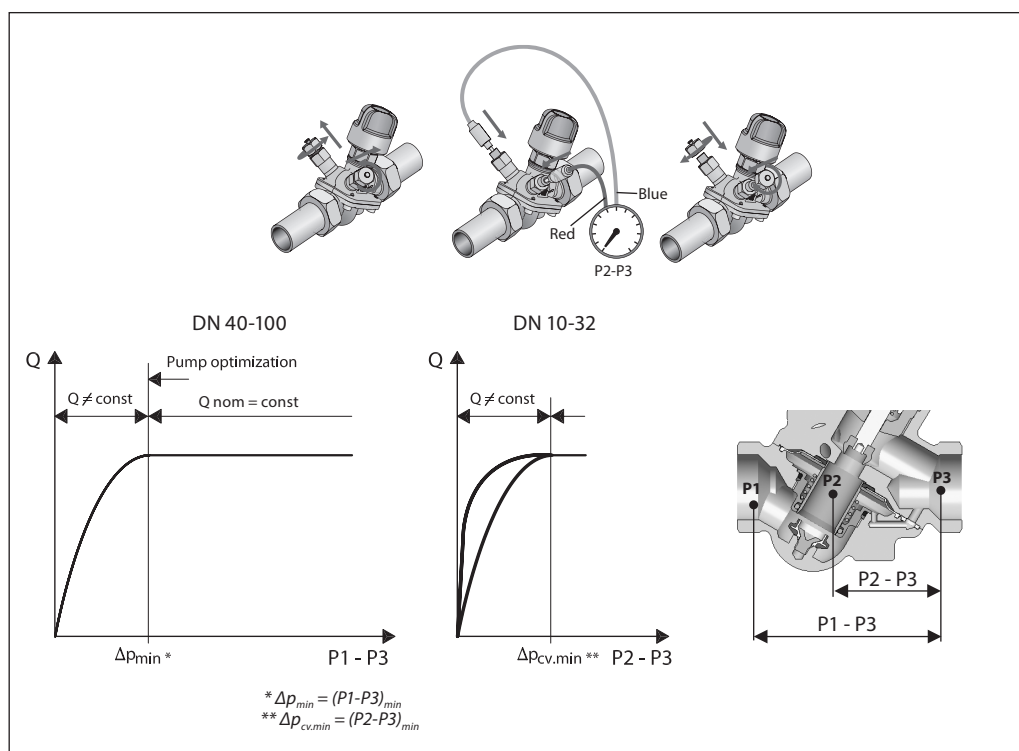 Blue
Red
P2-P3
DN 40-100
Q
Pump optimization
Q ≠ const
Q nom = const
Δpmin *
P1 - P3
DN 10-32
Q
Q ≠ const
Δpcv.min **
P2 - P3
P1
P2
P3
P2 - P3
P1 - P3
* Δpmin = (P1-P3)min
** Δpcv.min = (P2-P3)min